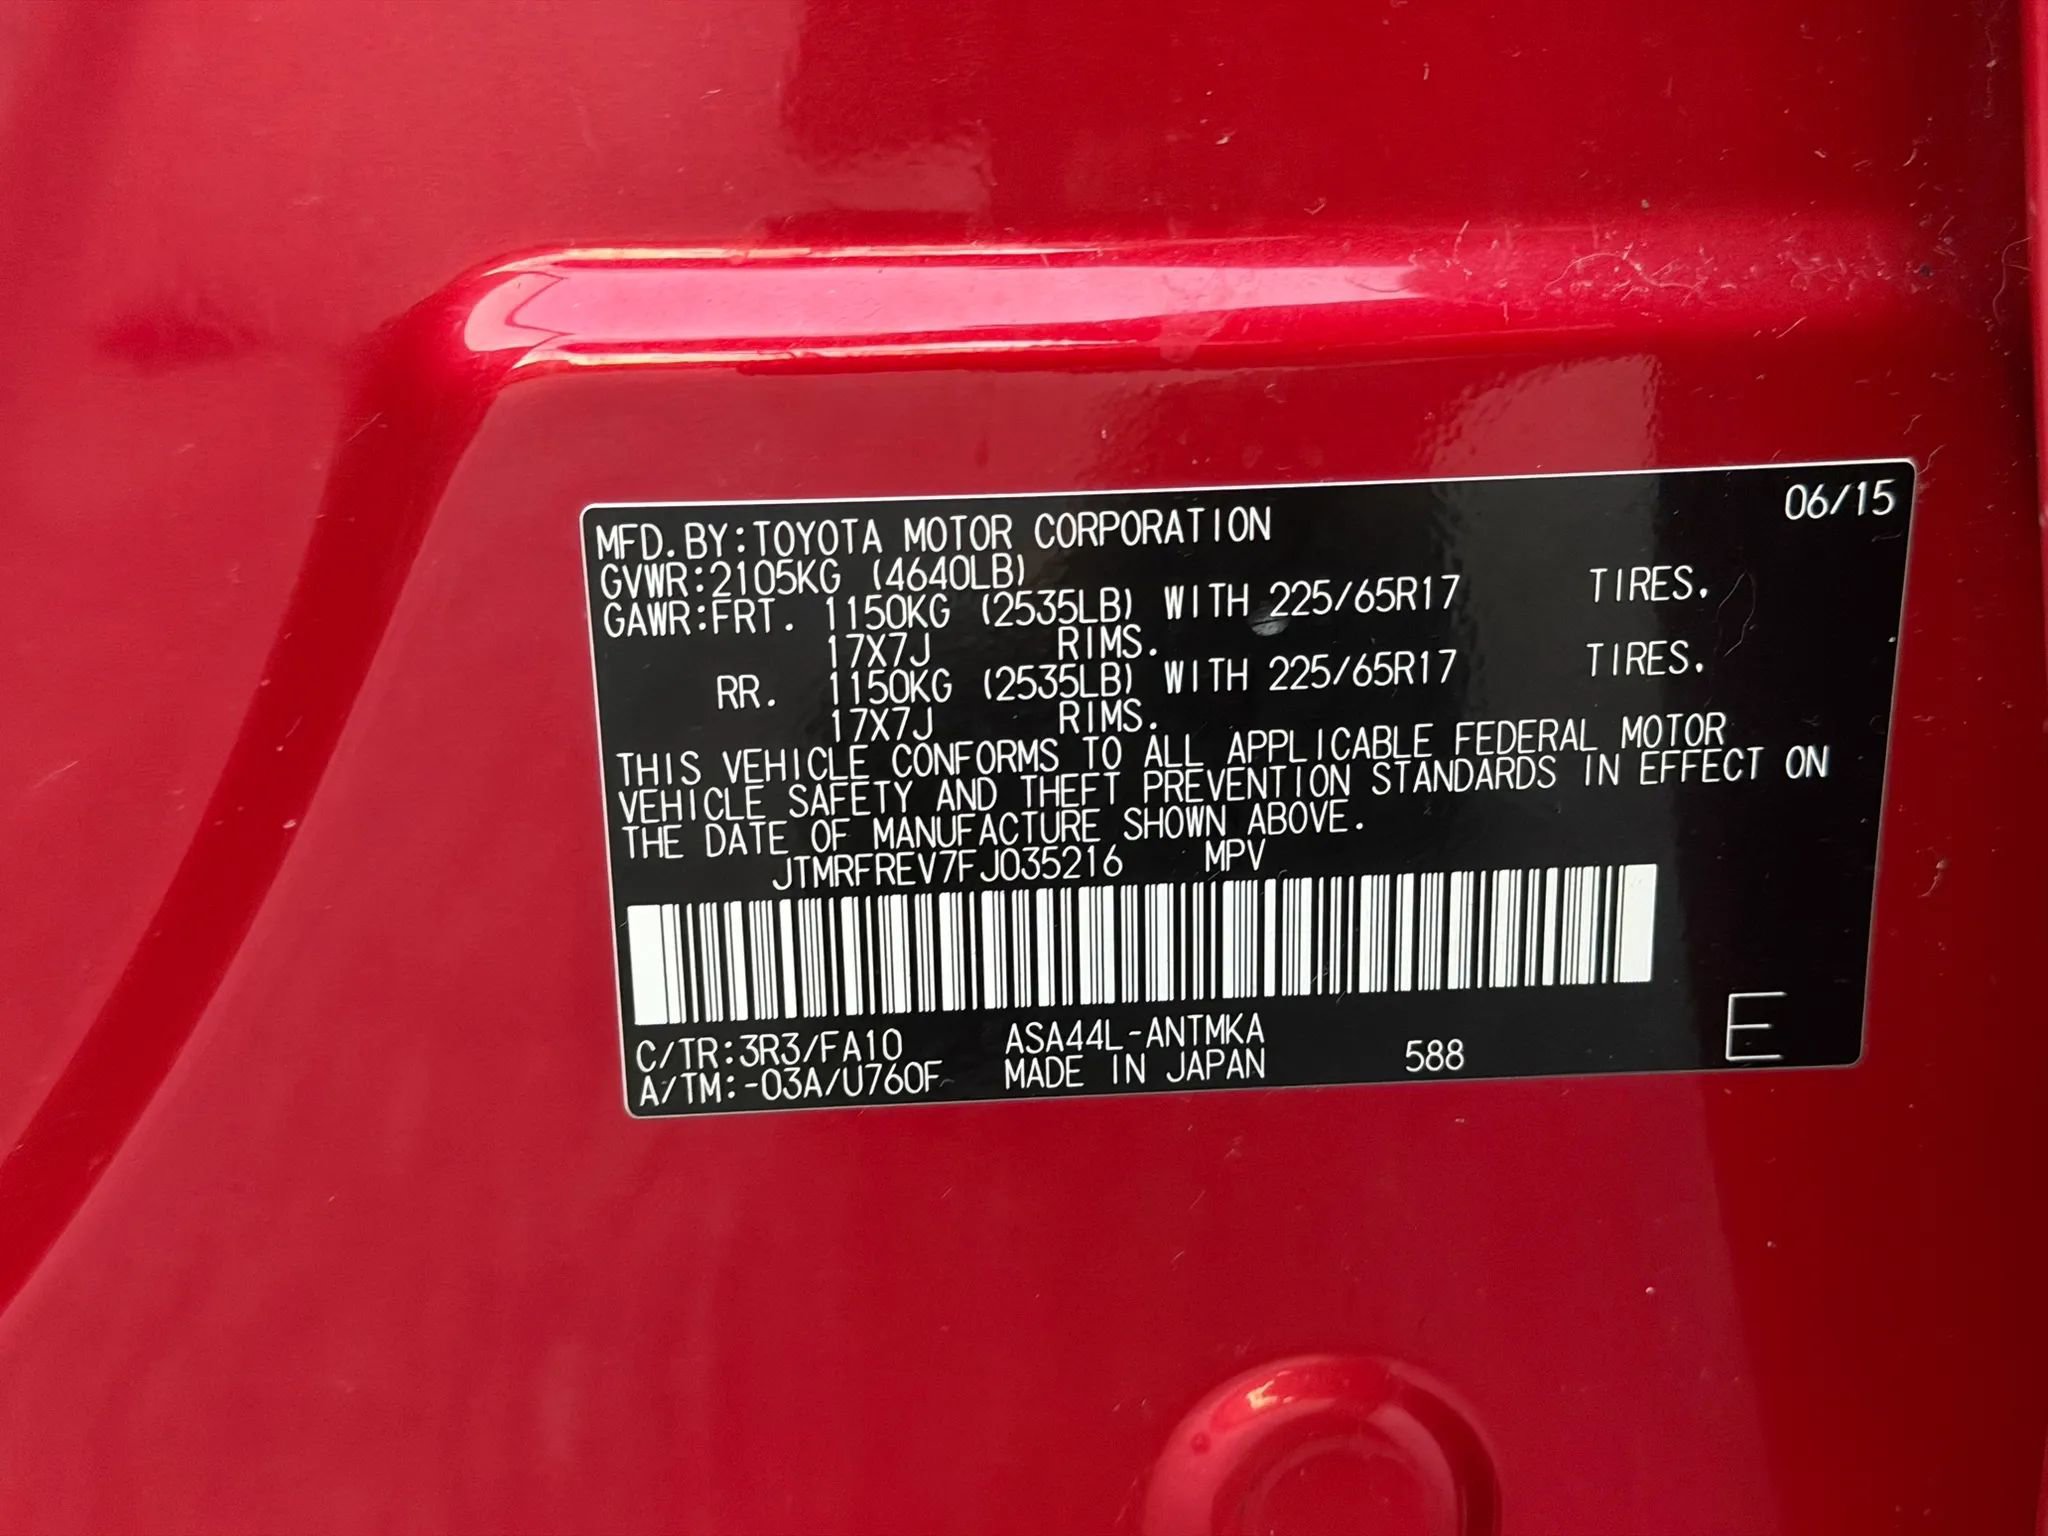 06/15
MFD.BY:TOYOTA MOTOR CORPORATION
GVWR:2105KG (4640LB)
GAWR:FRT. 1150KG (2535LB) WITH 225/65R17 TIRES.
17X7J RIMS.
RR. 1150KG (2535LB) WITH 225/65R17 TIRES.
17X7J RIMS.
THIS VEHICLE CONFORMS TO ALL APPLICABLE FEDERAL MOTOR
VEHICLE SAFETY AND THEFT PREVENTION STANDARDS IN EFFECT ON
THE DATE OF MANUFACTURE SHOWN ABOVE.
JTMRFREV7FJ035216 MPV
C/TR:3R3/FA10 ASA44L-ANTMKA
A/TM:-03A/U760F MADE IN JAPAN 588 E